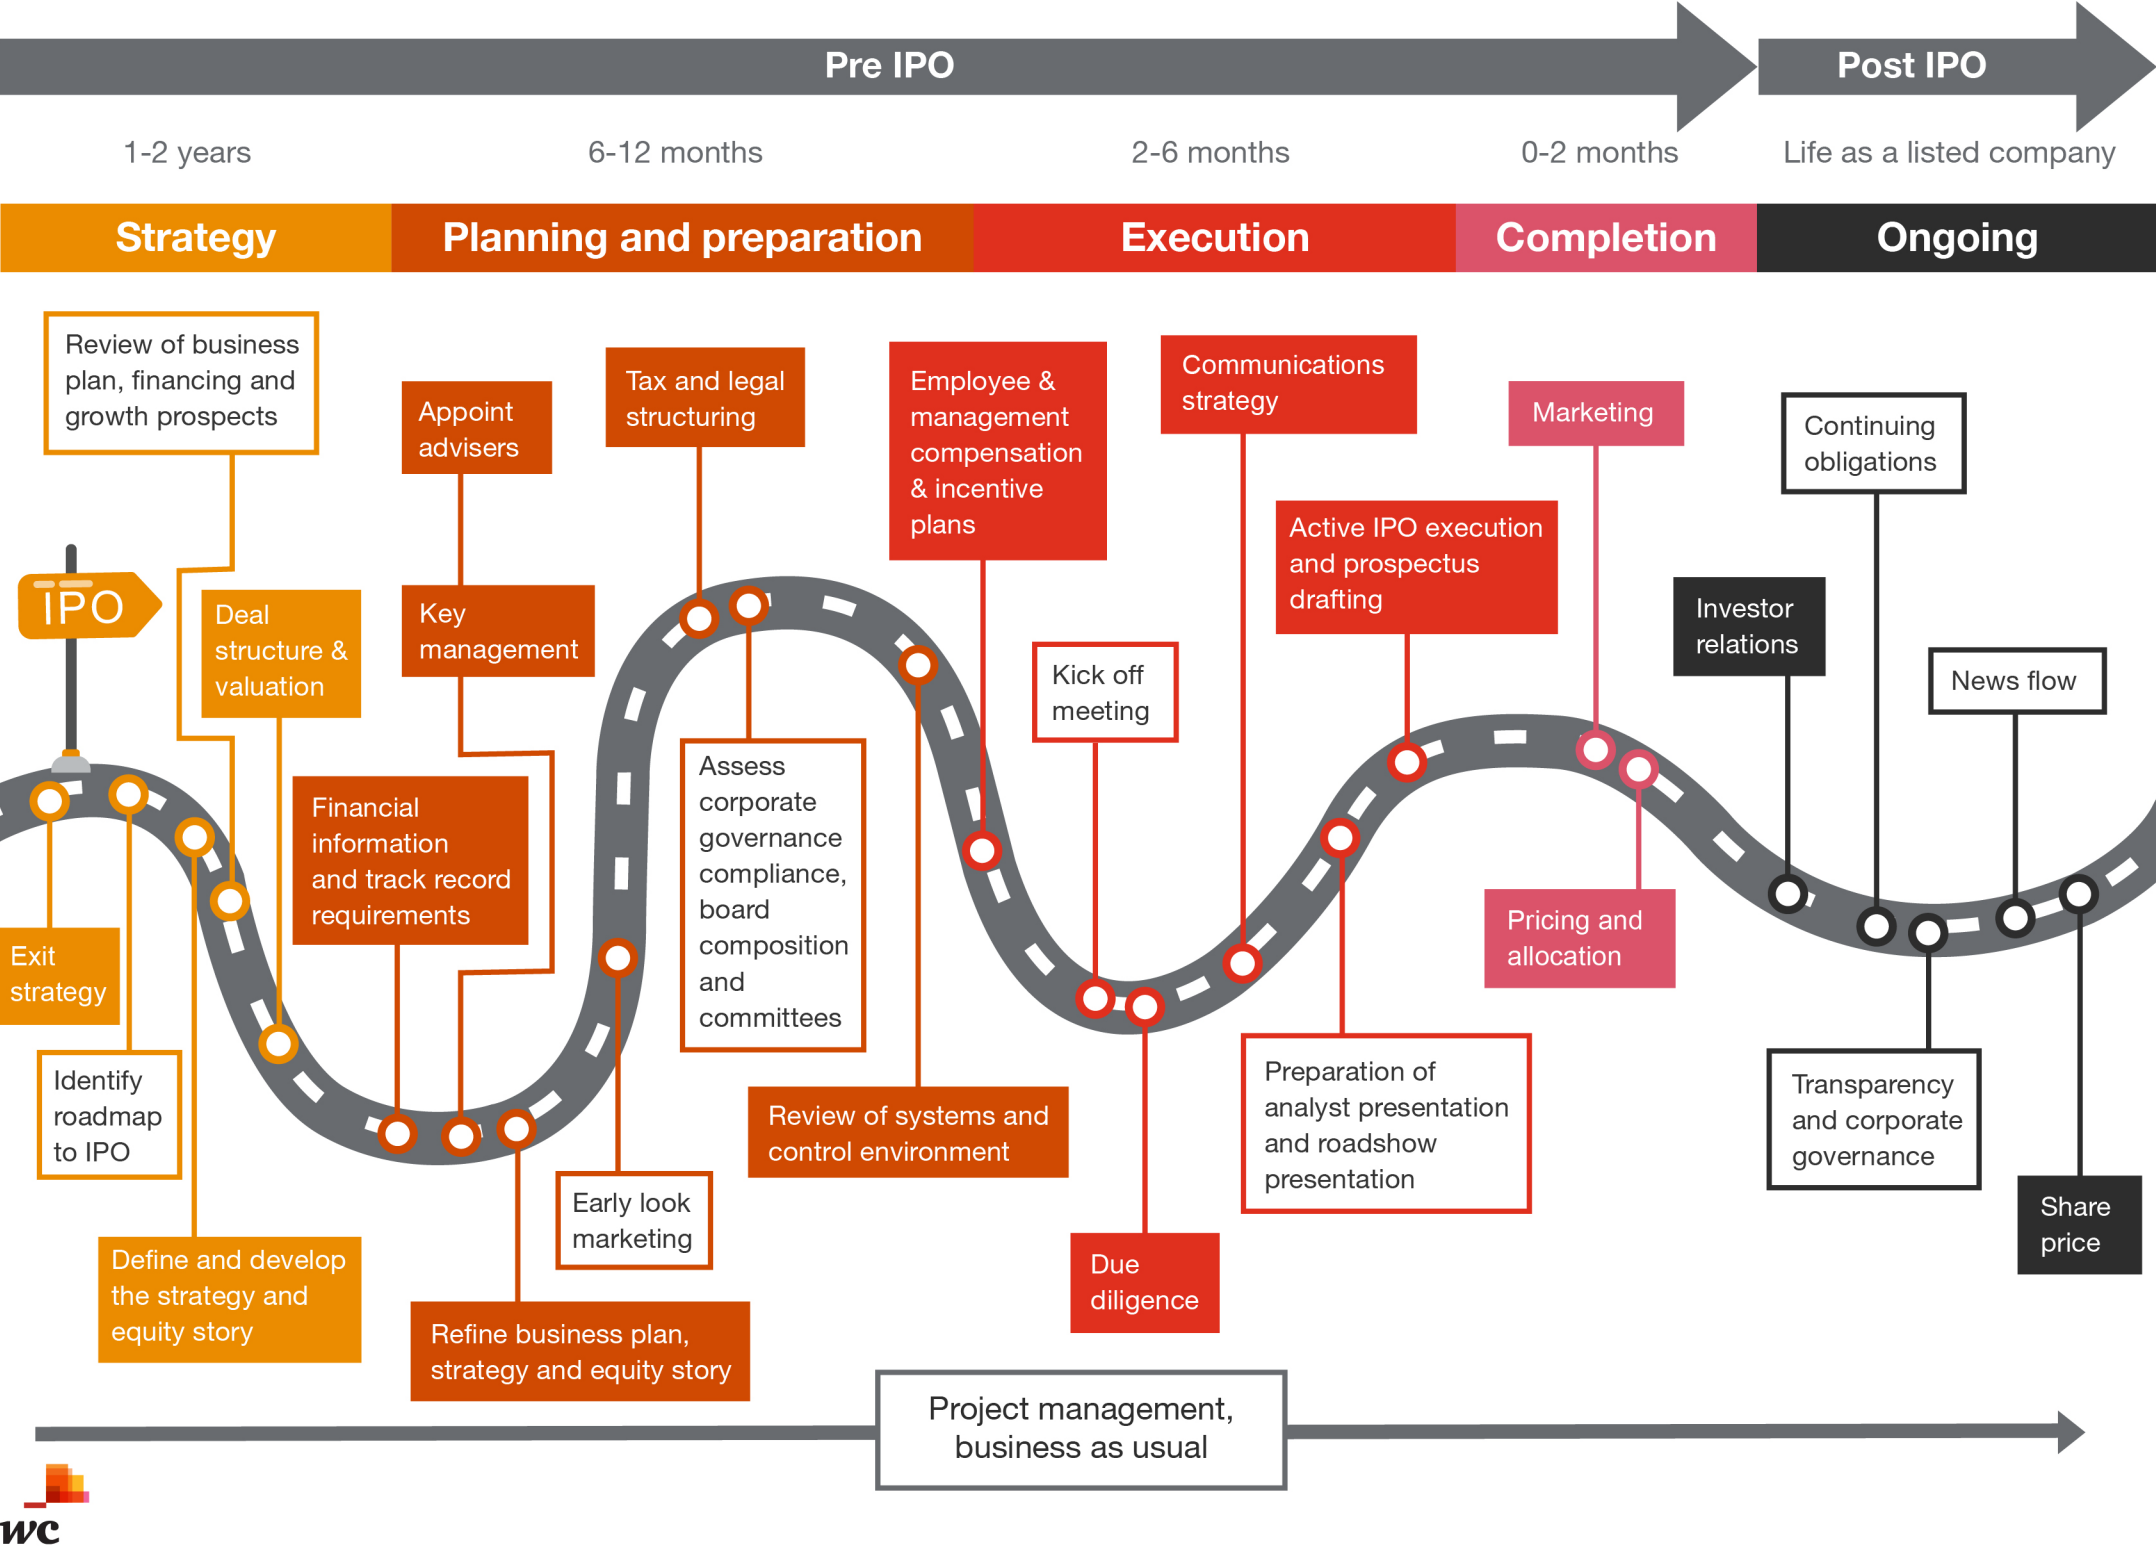 Pre IPO
Post IPO
1-2 years
6-12 months
2-6 months
0-2 months
Life as a listed company
Strategy
Planning and preparation
Execution
Completion
Ongoing
Review of business
plan, financing and
growth prospects
IPO
Deal
structure &
valuation
Exit
strategy
Identify
roadmap
to IPO
Define and develop
the strategy and
equity story
Appoint
advisers
Key
management
Financial
information
and track record
requirements
Tax and legal
structuring
Assess
corporate
governance
compliance,
board
composition
and
committees
Review of systems and
control environment
Early look
marketing
Refine business plan,
strategy and equity story
Employee &
management
compensation
& incentive
plans
Communications
strategy
Kick off
meeting
Active IPO execution
and prospectus
drafting
Preparation of
analyst presentation
and roadshow
presentation
Due
diligence
Marketing
Pricing and
allocation
Continuing
obligations
Investor
relations
News flow
Transparency
and corporate
governance
Share
price
Project management,
business as usual
wc